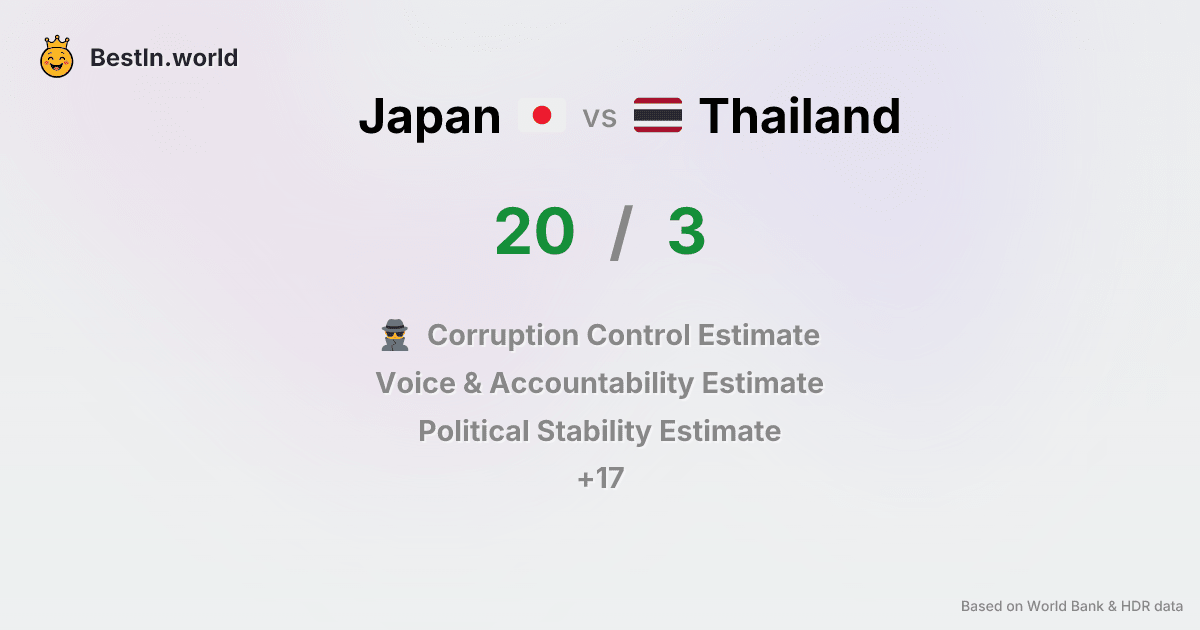 BestIn.world
Japan vs Thailand
20 / 3
Corruption Control Estimate
Voice & Accountability Estimate
Political Stability Estimate
+17
Based on World Bank & HDR data